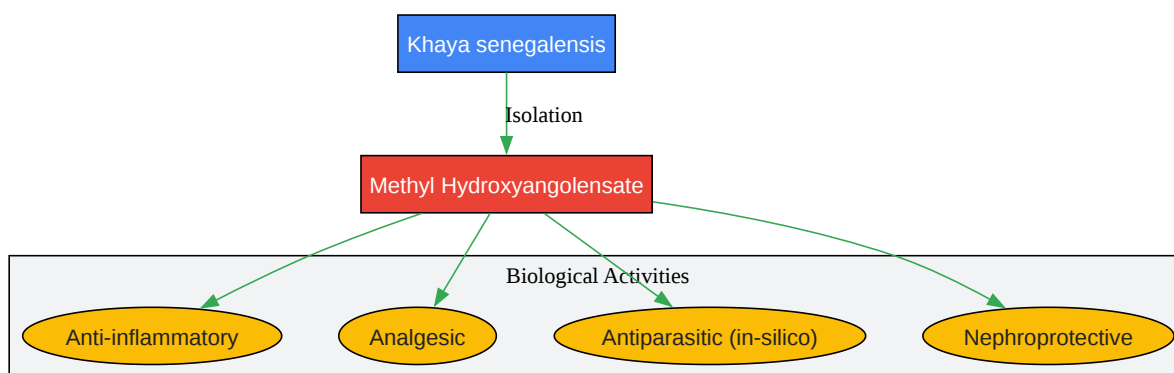 Khaya senegalensis
Isolation
Methyl Hydroxyangolensate
Biological Activities
Anti-inflammatory
Analgesic
Antiparasitic (in-silico)
Nephroprotective